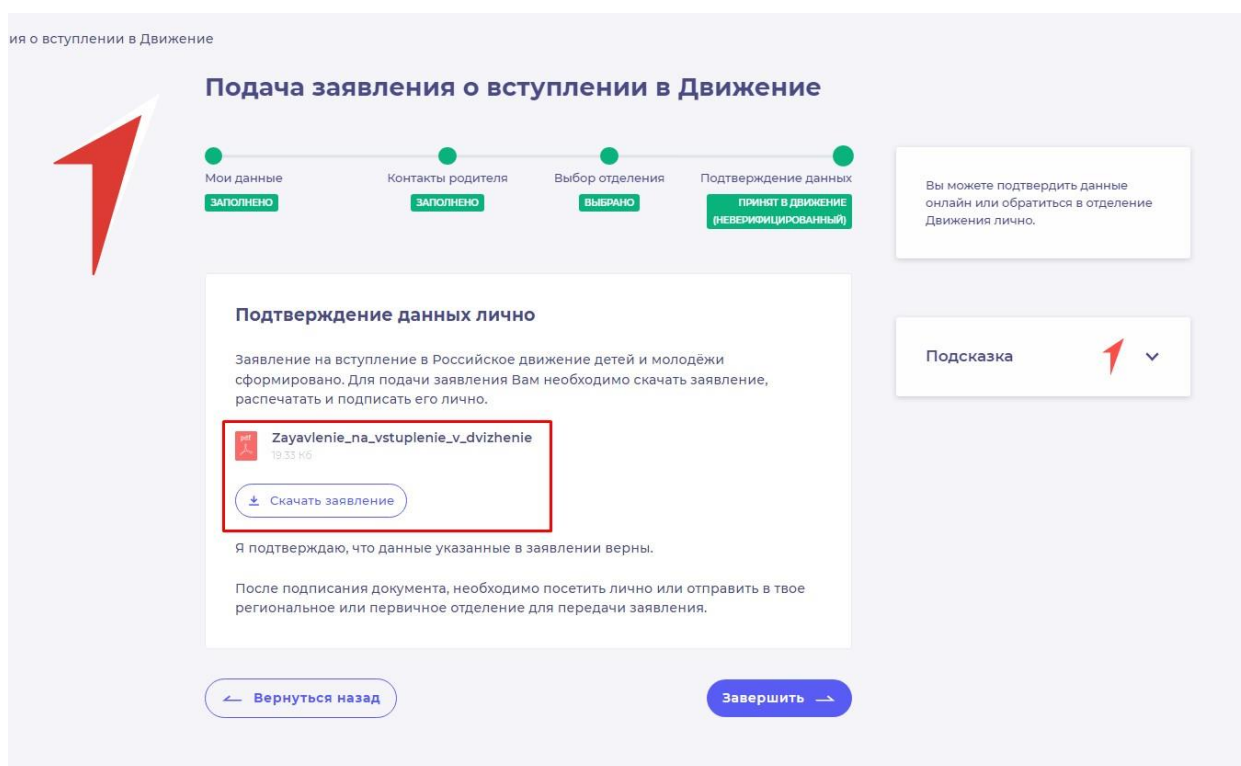 ия о вступлении в Движение
Подача заявления о вступлении в Движение
Мои данные
ЗАПОЛНЕНО
Контакты родителя
ЗАПОЛНЕНО
Выбор отделения
ВЫБРАНО
Подтверждение данных
ПРИНЯТ В ДВИЖЕНИЕ
(НЕВЕРИФИЦИРОВАННЫЙ)
Вы можете подтвердить данные
онлайн или обратиться в отделение
Движения лично.
Подсказка
Подтверждение данных лично
Заявление на вступление в Российское движение детей и молодёжи
сформировано. Для подачи заявления Вам необходимо скачать заявление,
распечатать и подписать его лично.
pdf
Zayavlenie_na_vstuplenie_v_dvizhenie
19.33 Кб
Скачать заявление
Я подтверждаю, что данные указанные в заявлении верны.
После подписания документа, необходимо посетить лично или отправить в твое
региональное или первичное отделение для передачи заявления.
Вернуться назад
Завершить